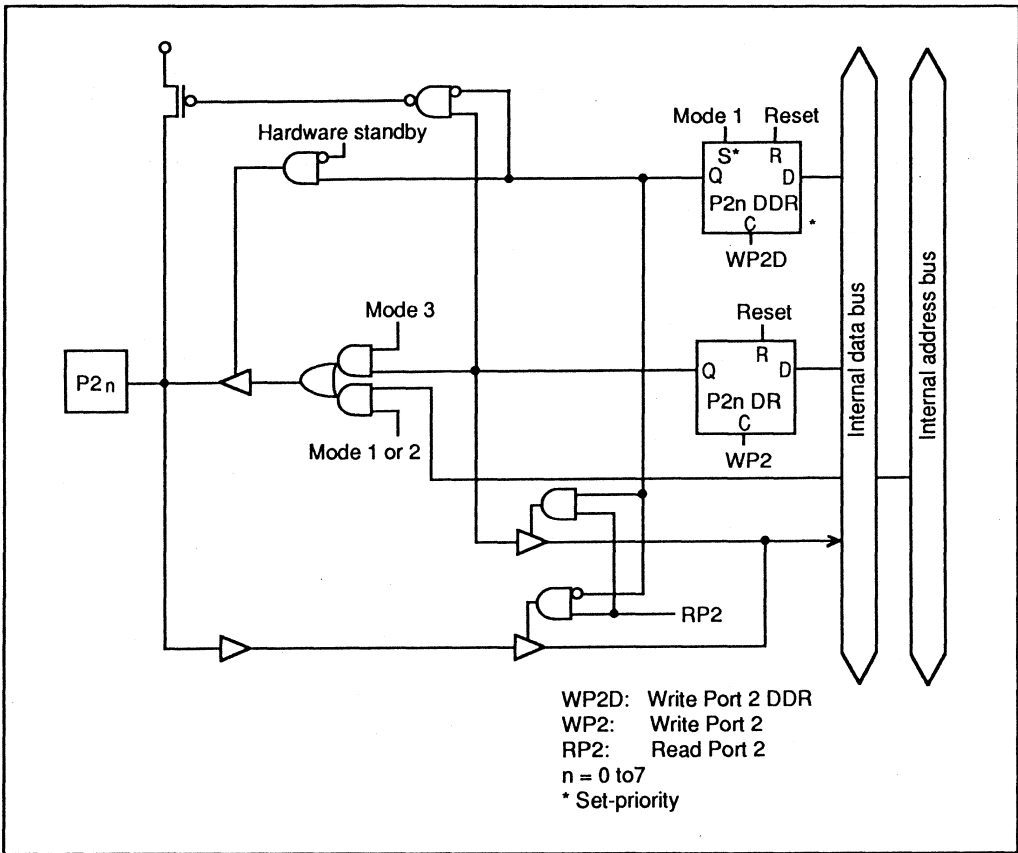 Hardware standby
Mode 1 Reset
S* R
Q D
P2n DDR
*
C
WP2D
Mode 3
Reset
R
P2n
Q D
P2n DR
C
Mode 1 or 2
WP2
Internal data bus
Internal address bus
RP2
WP2D: Write Port 2 DDR
WP2: Write Port 2
RP2: Read Port 2
n = 0 to7
* Set-priority